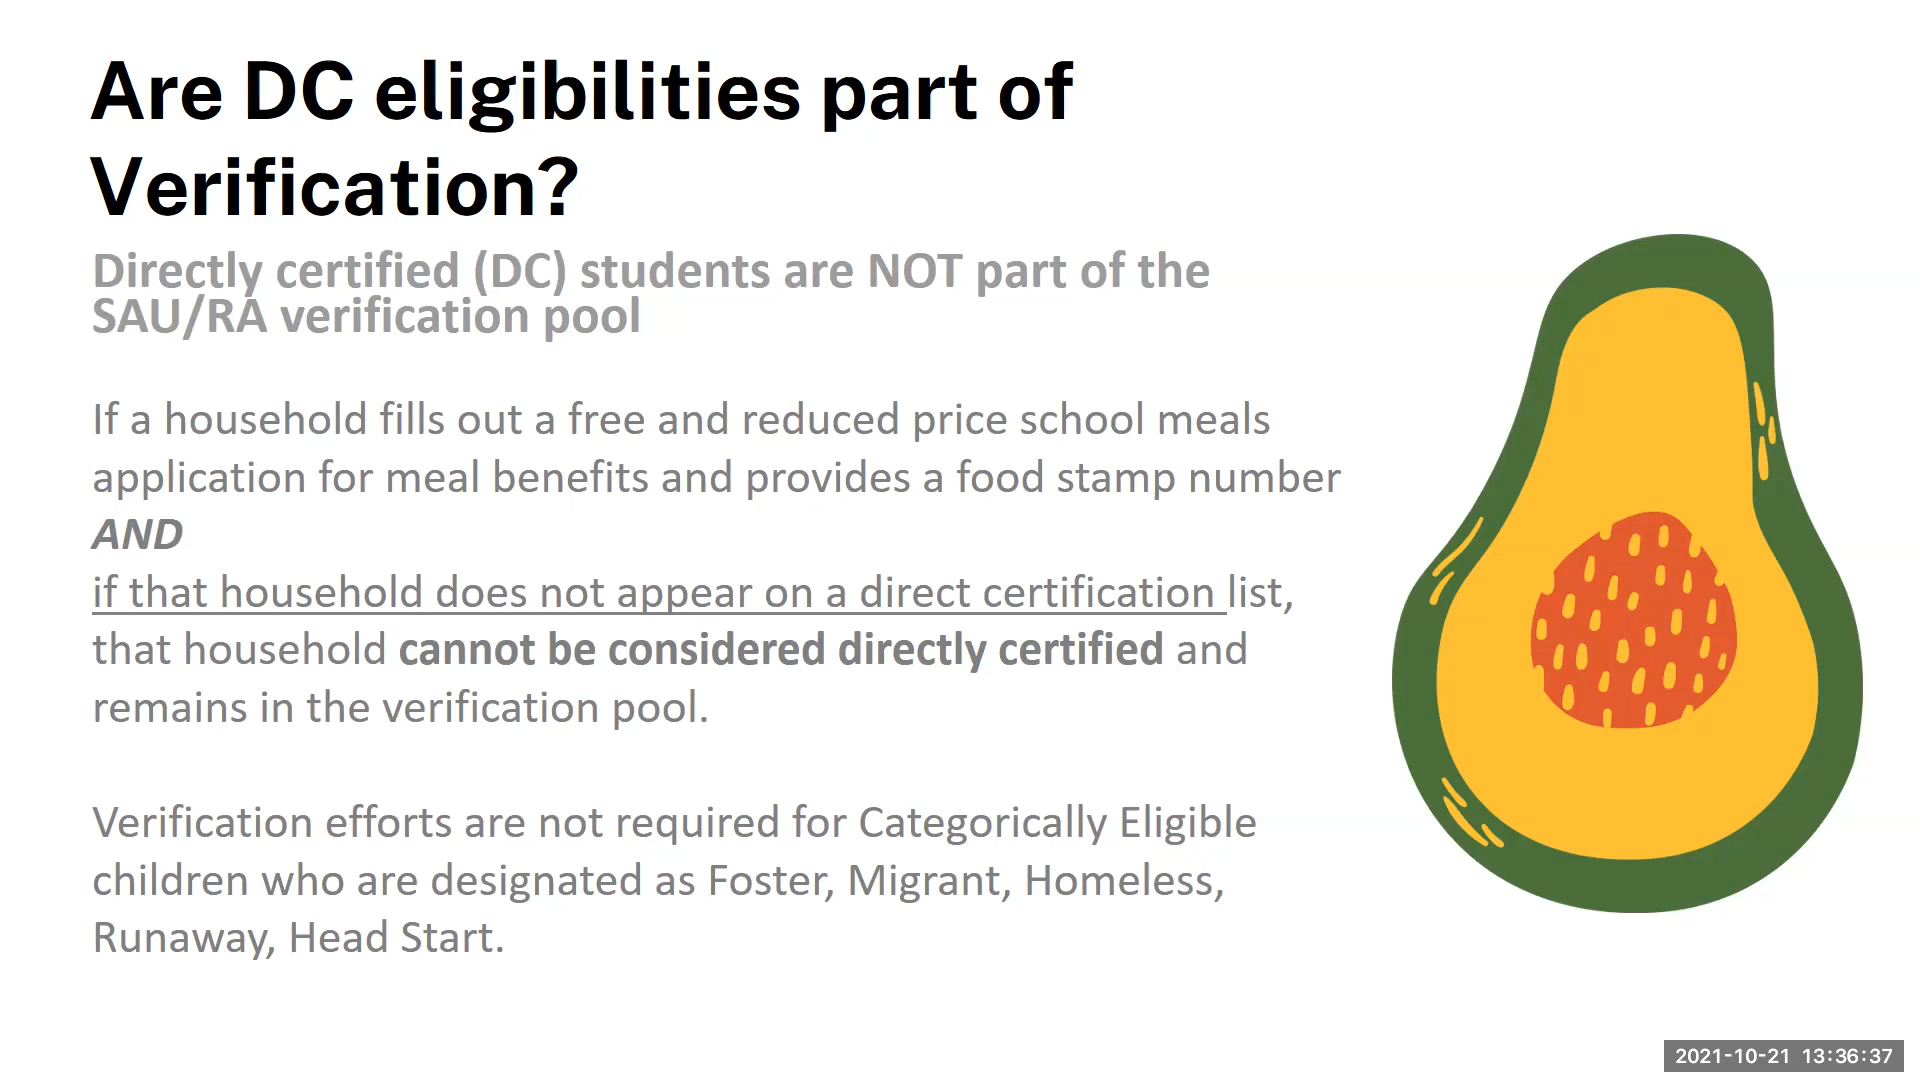 Are DC eligibilities part of
Verification?
Directly certified (DC) students are NOT part of the
SAU/RA verification pool
If a household fills out a free and reduced price school meals
application for meal benefits and provides a food stamp number
AND
if that household does not appear on a direct certification list,
that household cannot be considered directly certified and
remains in the verification pool.
Verification efforts are not required for Categorically Eligible
children who are designated as Foster, Migrant, Homeless,
Runaway, Head Start.
2021-10-21 13:36:37